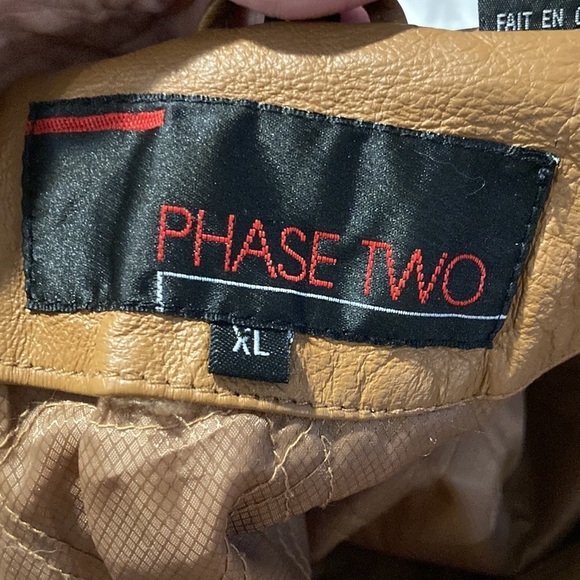 FAIT EN
PHASE TWO
XL